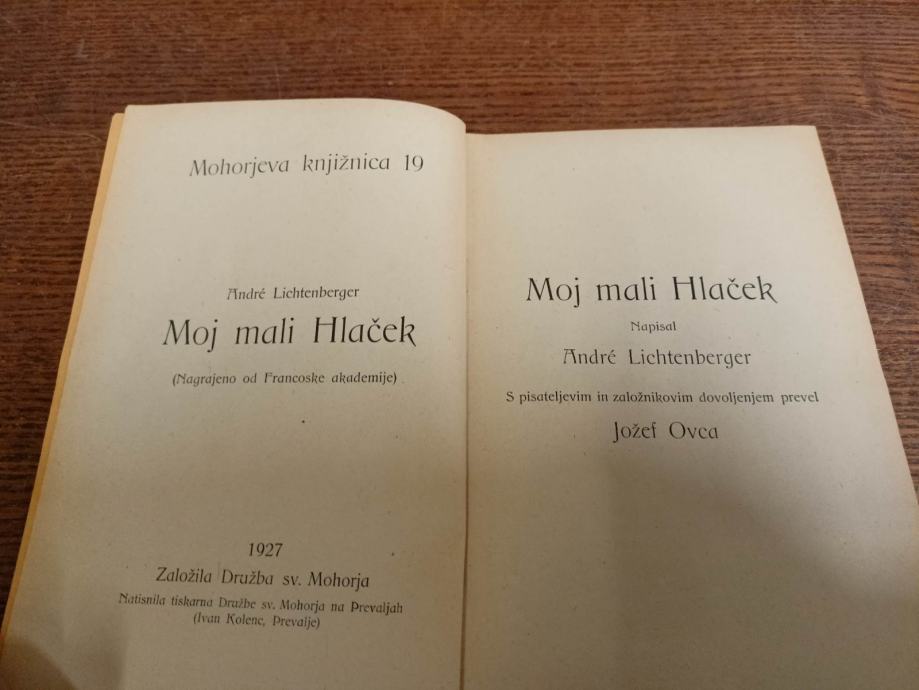 Mohorjeva knjižnica 19
André Lichtenberger
Moj mali Hlaček
(Nagrajeno od Francoske akademije)
1927
Založila Družba sv. Mohorja
Natisnila tiskarna Družbe sv. Mohorja na Prevaljah
(Ivan Kolenc, Prevalje)
Moj mali Hlaček
Napisal
André Lichtenberger
S pisateljevim in založnikovim dovoljenjem prevel
Jožef Ovca